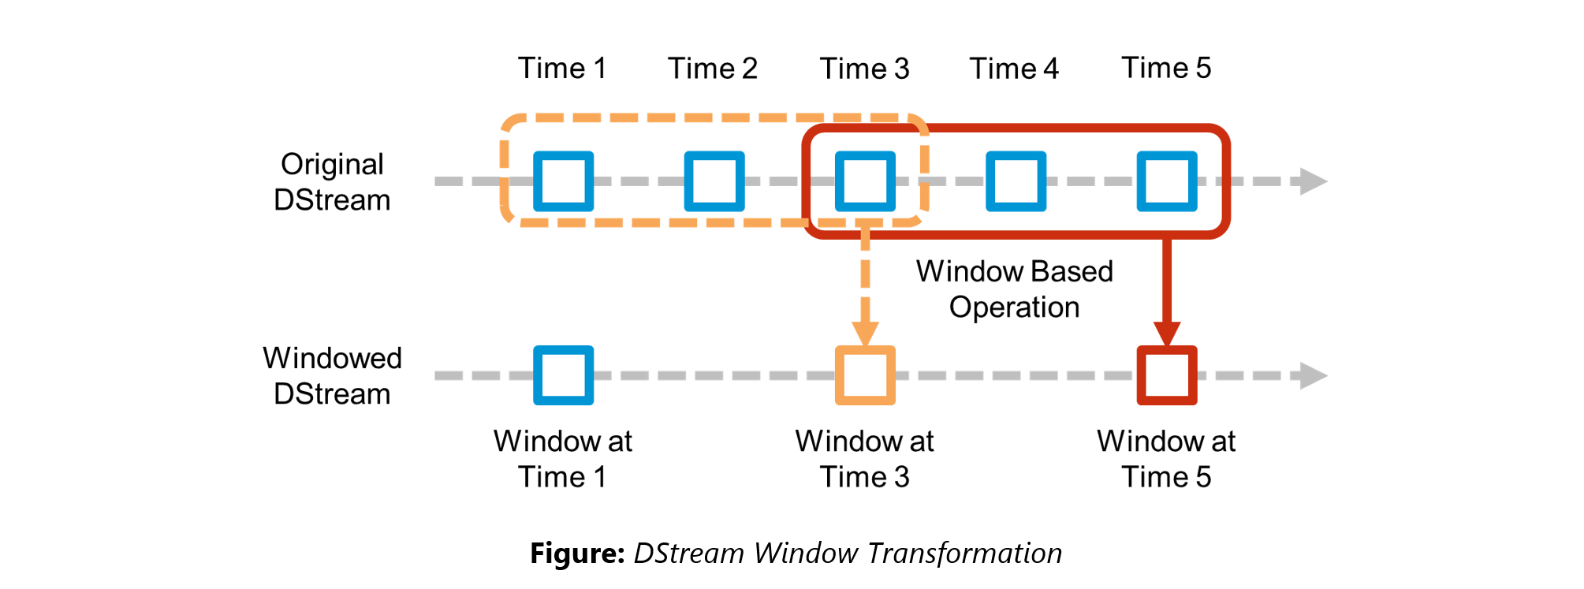 Time 1 Time 2 Time 3 Time 4 Time 5
Original
DStream
Window Based
Operation
Windowed
DStream
Window at
Time 1
Window at
Time 3
Window at
Time 5
Figure: DStream Window Transformation